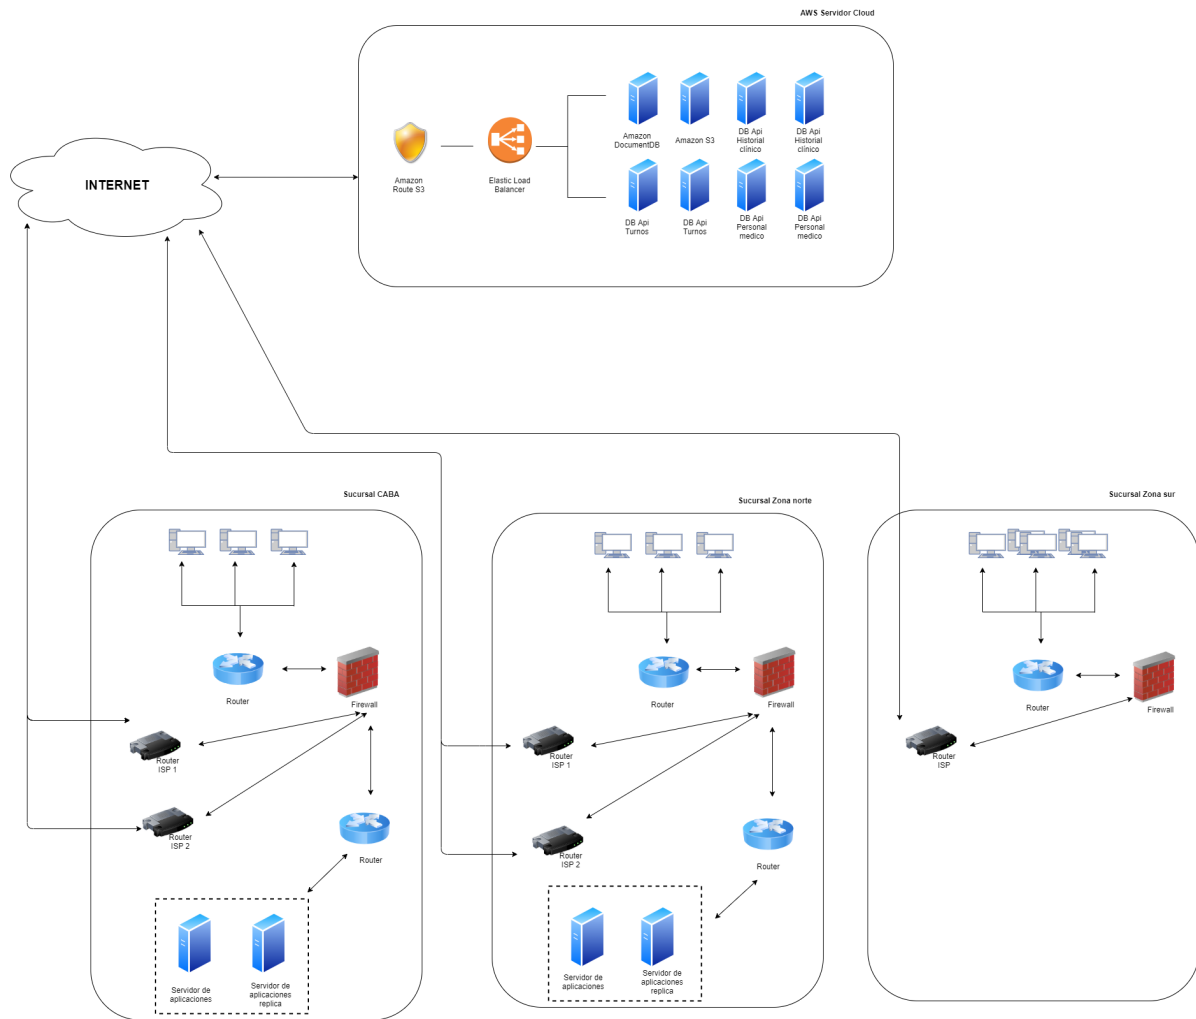 AWS Servidor Cloud
Amazon
DocumentDB
Amazon S3
DB Api
Historial
clínico
DB Api
Historial
clínico
INTERNET
Amazon
Route S3
Elastic Load
Balancer
DB Api
Turnos
DB Api
Turnos
DB Api
Personal
medico
DB Api
Personal
medico
Sucursal CABA
Router
Firewall
Router
ISP 1
Router
ISP 2
Router
Servidor de
aplicaciones
Servidor de
aplicaciones
replica
Sucursal Zona norte
Router
Firewall
Router
ISP 1
Router
ISP 2
Router
Servidor de
aplicaciones
Servidor de
aplicaciones
replica
Sucursal Zona sur
Router
Firewall
Router
ISP